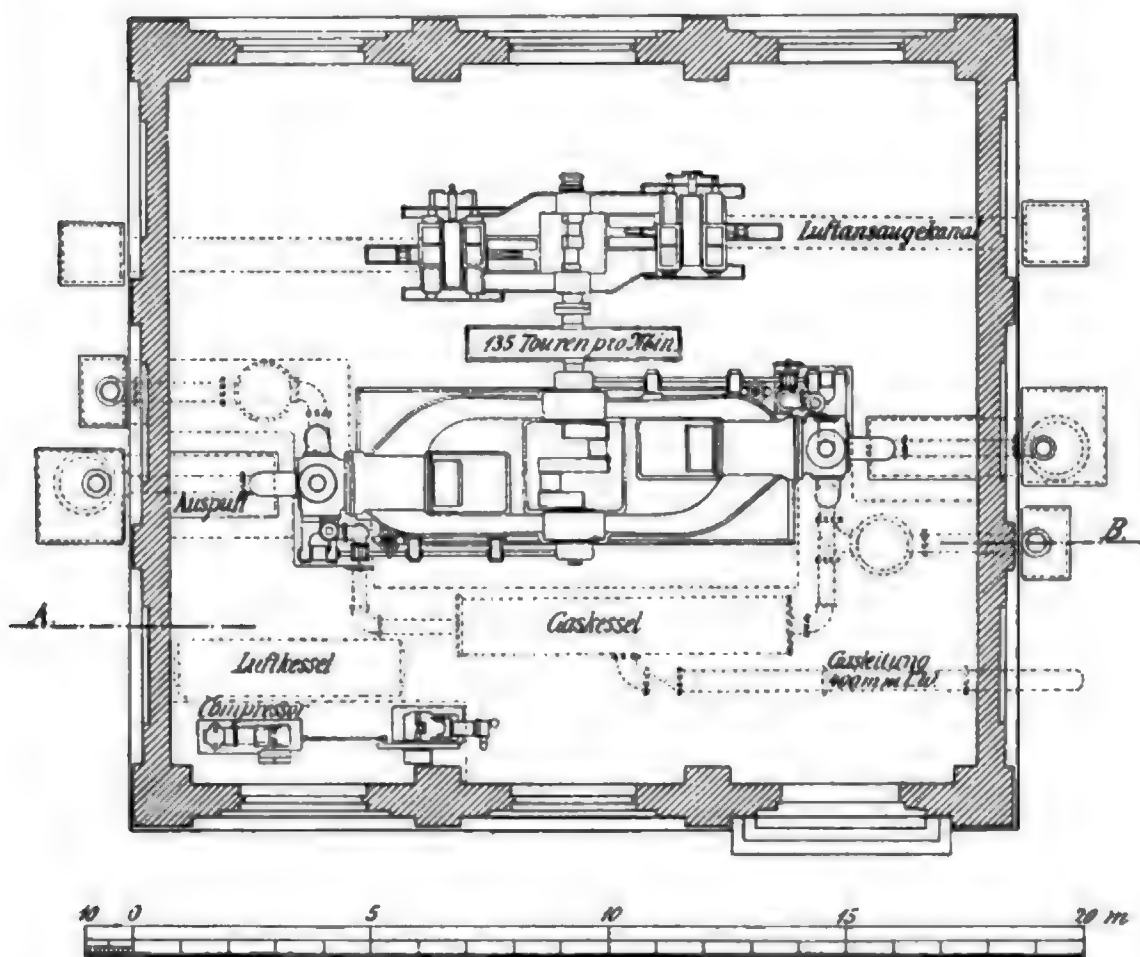 Luftansaugekanal
135 Touren pro Min.
Auspuff
B.
A.
Gaskessel
Luftkessel
Gasleitung
400 mm l.W.
Compressor
10 0 5 10 15 20 m